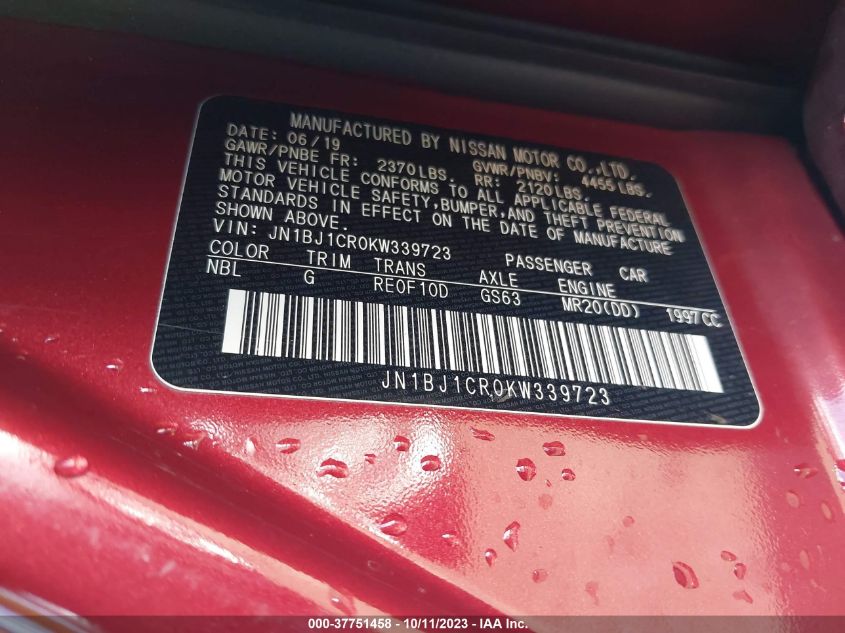 MANUFACTURED BY NISSAN MOTOR CO.,LTD.
DATE: 06/19 GVWR/PNBV: 4455 LBS.
GAWR/PNBE FR: 2370LBS. RR: 2120LBS.
THIS VEHICLE CONFORMS TO ALL APPLICABLE FEDERAL
MOTOR VEHICLE SAFETY,BUMPER,AND THEFT PREVENTION
STANDARDS IN EFFECT ON THE DATE OF MANUFACTURE
SHOWN ABOVE.
VIN: JN1BJ1CR0KW339723 PASSENGER CAR
COLOR TRIM TRANS AXLE ENGINE
NBL G RE0F10D GS63 MR20(DD) 1997CC
JN1BJ1CR0KW339723
000-37751458 - 10/11/2023 - IAA Inc.